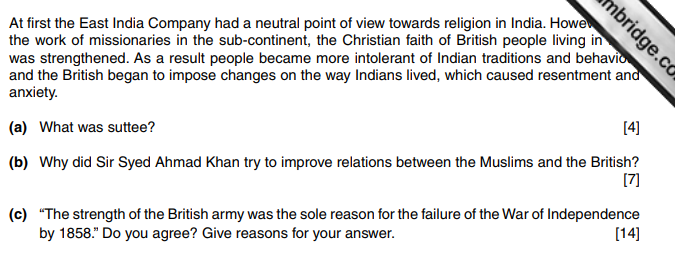 At first the East India Company had a neutral point of view towards religion in India.
the work of missionaries in the sub-continent, the Christian faith of British people living in
was strengthened. As a result people became more intolerant of Indian traditions and
and the British began to impose changes on the way Indians lived, which caused resentment and
anxiety.
(a) What was suttee? [4]
(b) Why did Sir Syed Ahmad Khan try to improve relations between the Muslims and the British?
[7]
(c) “The strength of the British army was the sole reason for the failure of the War of Independence
by 1858.” Do you agree? Give reasons for your answer. [14]